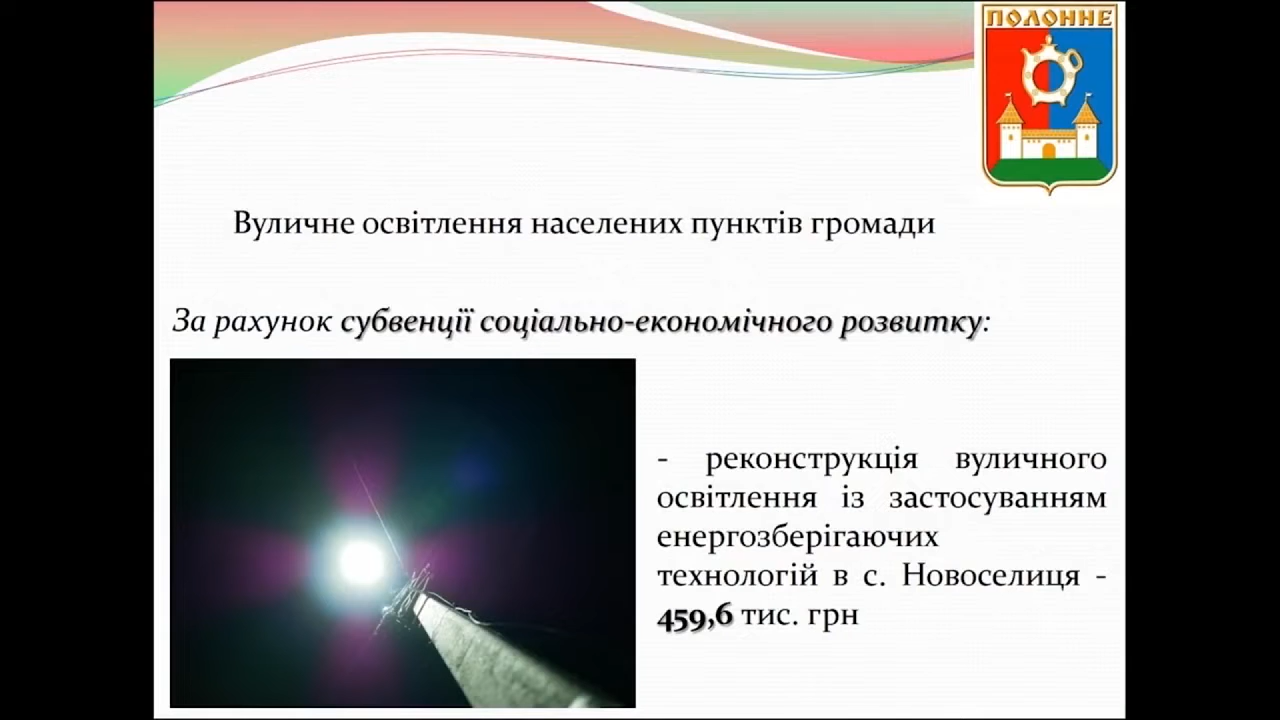 ПОЛОННЕ
Вуличне освітлення населених пунктів громади
За рахунок субвенції соціально-економічного розвитку:
- реконструкція вуличного
освітлення із застосуванням
енергозберігаючих
технологій в с. Новоселиця -
459,6 тис. грн